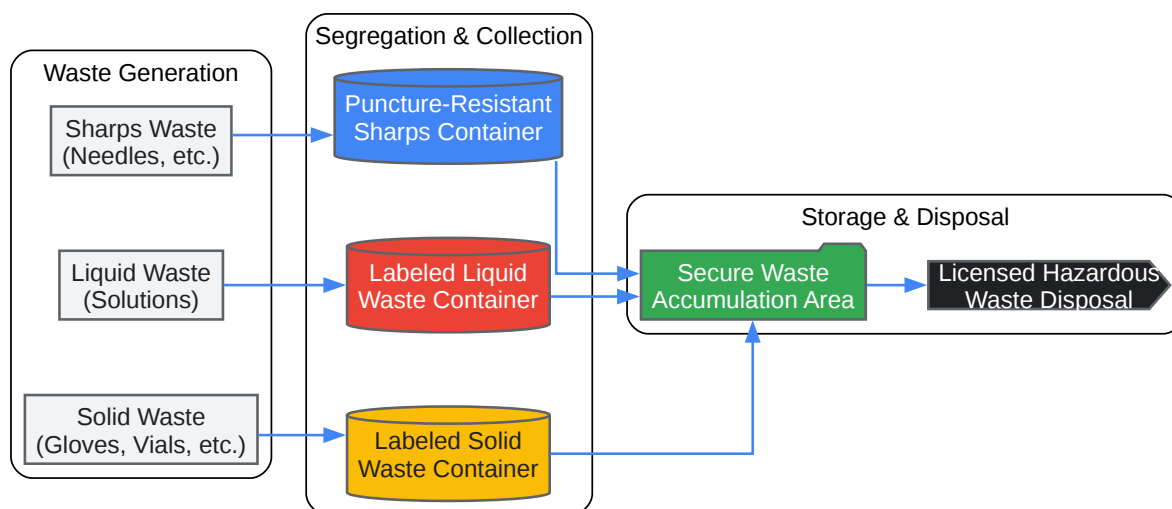 Waste Generation
Sharps Waste
(Needles, etc.)
Liquid Waste
(Solutions)
Solid Waste
(Gloves, Vials, etc.)
Segregation & Collection
Puncture-Resistant
Sharps Container
Labeled Liquid
Waste Container
Labeled Solid
Waste Container
Storage & Disposal
Secure Waste
Accumulation Area
Licensed Hazardous
Waste Disposal